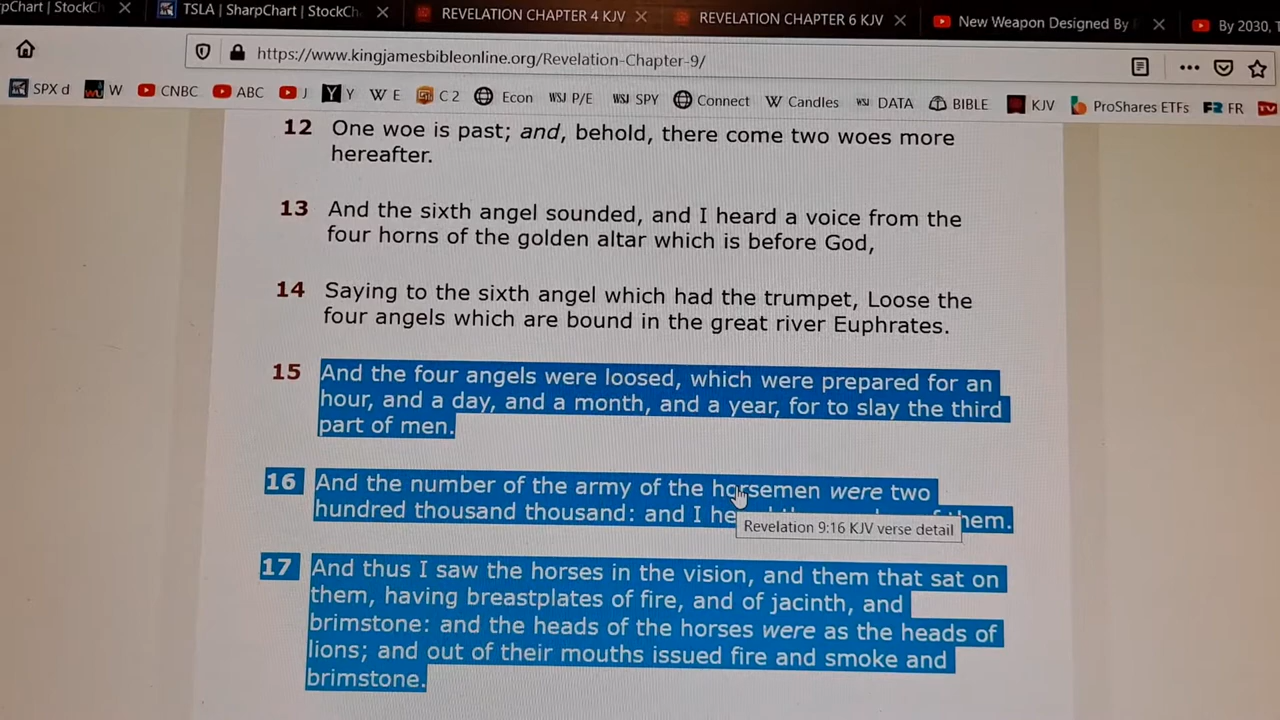 rpChart | StockCh
TSLA | SharpChart | StockCh
REVELATION CHAPTER 4 KJV
REVELATION CHAPTER 6 KJV
New Weapon Designed By
By 2030,
https://www.kingjamesbibleonline.org/Revelation-Chapter-9/
SPX d W CNBC ABC J Y W E C 2 Econ WSJ P/E WSJ SPY Connect W Candles WSJ DATA BIBLE KJV ProShares ETFs FR
12 One woe is past; and, behold, there come two woes more
hereafter.
13 And the sixth angel sounded, and I heard a voice from the
four horns of the golden altar which is before God,
14 Saying to the sixth angel which had the trumpet, Loose the
four angels which are bound in the great river Euphrates.
15 And the four angels were loosed, which were prepared for an
hour, and a day, and a month, and a year, for to slay the third
part of men.
16 And the number of the army of the horsemen were two
hundred thousand thousand: and I he them.
Revelation 9:16 KJV verse detail
17 And thus I saw the horses in the vision, and them that sat on
them, having breastplates of fire, and of jacinth, and
brimstone: and the heads of the horses were as the heads of
lions; and out of their mouths issued fire and smoke and
brimstone.